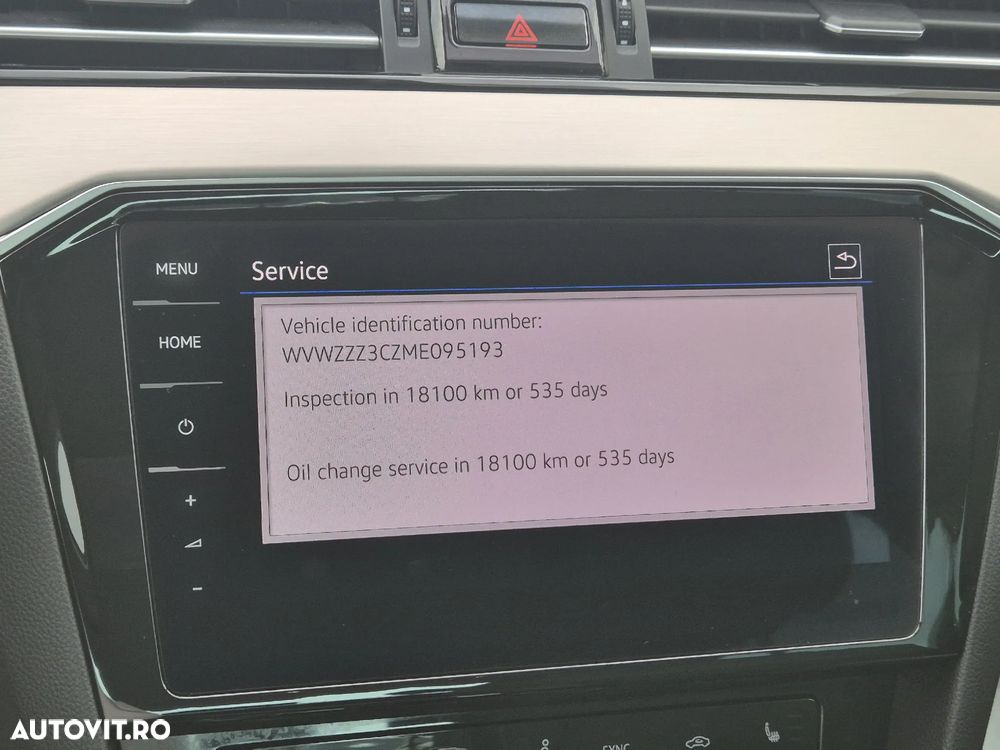 MENU
Service
HOME
Vehicle identification number:
WVWZZZ3CZME095193
Inspection in 18100 km or 535 days
Oil change service in 18100 km or 535 days
+
-
SYNC
AUTOVIT.RO